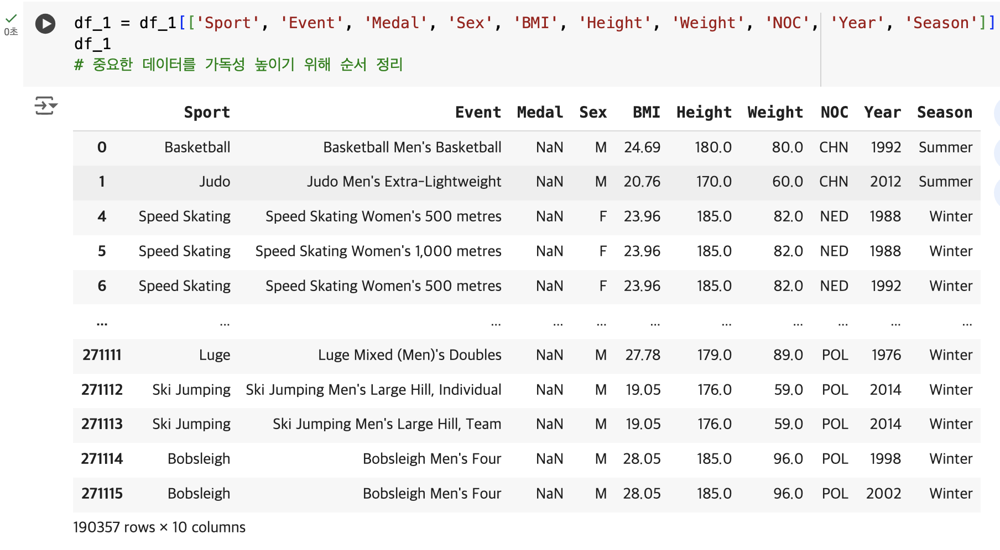 0초
df_1 = df_1[['Sport', 'Event', 'Medal', 'Sex', 'BMI', 'Height', 'Weight', 'NOC', 'Year', 'Season']]
df_1
# 중요한 데이터를 가독성 높이기 위해 순서 정리
Sport Event Medal Sex BMI Height Weight NOC Year Season
0 Basketball Basketball Men's Basketball NaN M 24.69 180.0 80.0 CHN 1992 Summer
1 Judo Judo Men's Extra-Lightweight NaN M 20.76 170.0 60.0 CHN 2012 Summer
4 Speed Skating Speed Skating Women's 500 metres NaN F 23.96 185.0 82.0 NED 1988 Winter
5 Speed Skating Speed Skating Women's 1,000 metres NaN F 23.96 185.0 82.0 NED 1988 Winter
6 Speed Skating Speed Skating Women's 500 metres NaN F 23.96 185.0 82.0 NED 1992 Winter
... ... ... ... ... ... ... ... ... ... ...
271111 Luge Luge Mixed (Men)'s Doubles NaN M 27.78 179.0 89.0 POL 1976 Winter
271112 Ski Jumping Ski Jumping Men's Large Hill, Individual NaN M 19.05 176.0 59.0 POL 2014 Winter
271113 Ski Jumping Ski Jumping Men's Large Hill, Team NaN M 19.05 176.0 59.0 POL 2014 Winter
271114 Bobsleigh Bobsleigh Men's Four NaN M 28.05 185.0 96.0 POL 1998 Winter
271115 Bobsleigh Bobsleigh Men's Four NaN M 28.05 185.0 96.0 POL 2002 Winter
190357 rows × 10 columns